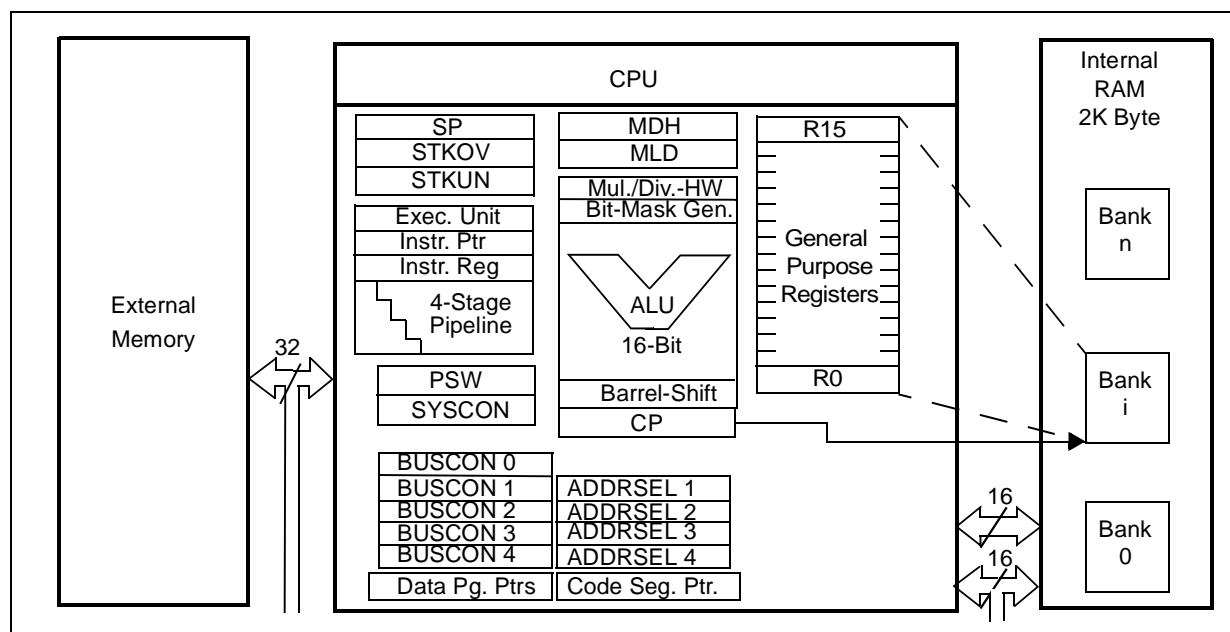 CPU
External
Memory
32
SP
STKOV
STKUN
Exec. Unit
Instr. Ptr
Instr. Reg
4-Stage
Pipeline
PSW
SYSCON
BUSCON 0
BUSCON 1
BUSCON 2
BUSCON 3
BUSCON 4
Data Pg. Ptrs
MDH
MLD
Mul./Div.-HW
Bit-Mask Gen.
ALU
16-Bit
Barrel-Shift
CP
ADDRSEL 1
ADDRSEL 2
ADDRSEL 3
ADDRSEL 4
Code Seg. Ptr.
R15
General
Purpose
Registers
R0
16
16
Internal
RAM
2K Byte
Bank
n
Bank
i
Bank
0